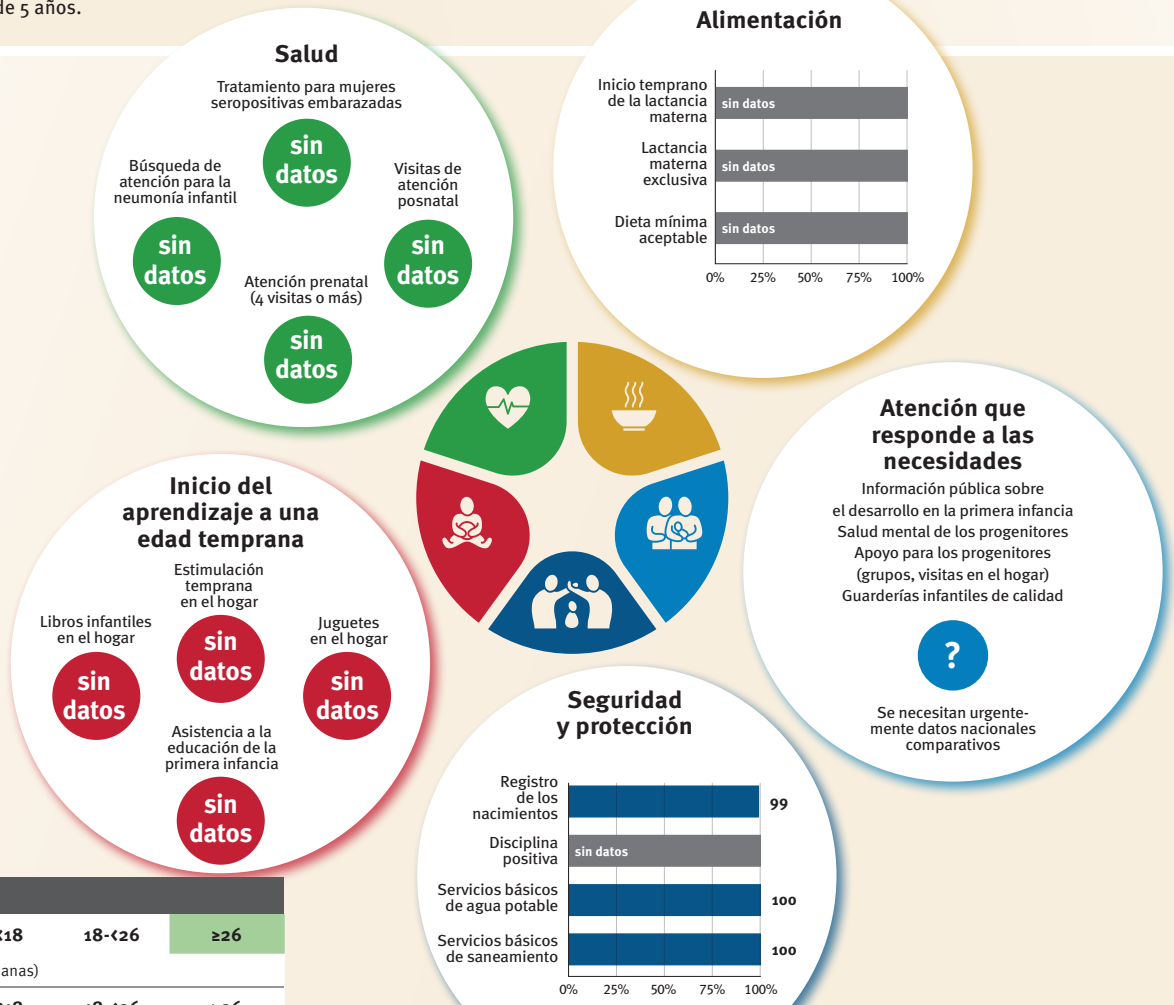 de 5 años.
Salud
Tratamiento para mujeres
seropositivas embarazadas
sin
datos
Búsqueda de
atención para la
neumonía infantil
sin
datos
Visitas de
atención
posnatal
sin
datos
Atención prenatal
(4 visitas o más)
sin
datos
Alimentación
Inicio temprano
de la lactancia
materna
sin datos
Lactancia
materna
exclusiva
sin datos
Dieta mínima
aceptable
sin datos
0% 25% 50% 75% 100%
Atención que
responde a las
necesidades
Información pública sobre
el desarrollo en la primera infancia
Salud mental de los progenitores
Apoyo para los progenitores
(grupos, visitas en el hogar)
Guarderías infantiles de calidad
?
Se necesitan urgente-
mente datos nacionales
comparativos
Inicio del
aprendizaje a una
edad temprana
Estimulación
temprana
en el hogar
sin
datos
Libros infantiles
en el hogar
sin
datos
Juguetes
en el hogar
sin
datos
Asistencia a la
educación de la
primera infancia
sin
datos
Seguridad
y protección
Registro
de los
nacimientos
99
Disciplina
positiva
sin datos
Servicios básicos
de agua potable
100
Servicios básicos
de saneamiento
100
0% 25% 50% 75% 100%
<18 18-<26 ≥26
anas)